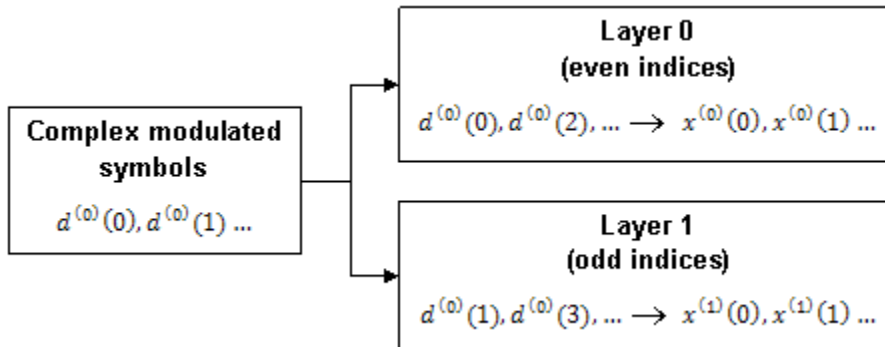 Complex modulated
symbols
d⁽⁰⁾(0), d⁽⁰⁾(1) ...
Layer 0
(even indices)
d⁽⁰⁾(0), d⁽⁰⁾(2), ... → x⁽⁰⁾(0), x⁽⁰⁾(1) ...
Layer 1
(odd indices)
d⁽⁰⁾(1), d⁽⁰⁾(3), ... → x⁽¹⁾(0), x⁽¹⁾(1) ...